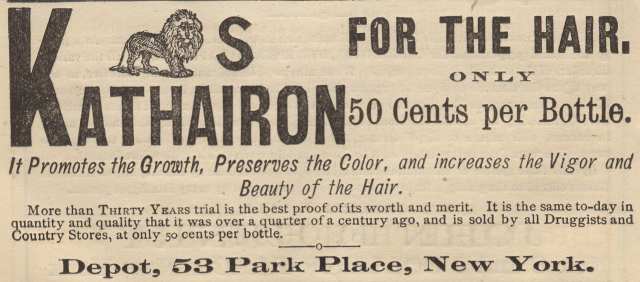 S
KATHAIRON
FOR THE HAIR.
ONLY
50 Cents per Bottle.
It Promotes the Growth, Preserves the Color, and increases the Vigor and
Beauty of the Hair.
More than THIRTY YEARS trial is the best proof of its worth and merit. It is the same to-day in
quantity and quality that it was over a quarter of a century ago, and is sold by all Druggists and
Country Stores, at only 50 cents per bottle.
Depot, 53 Park Place, New York.